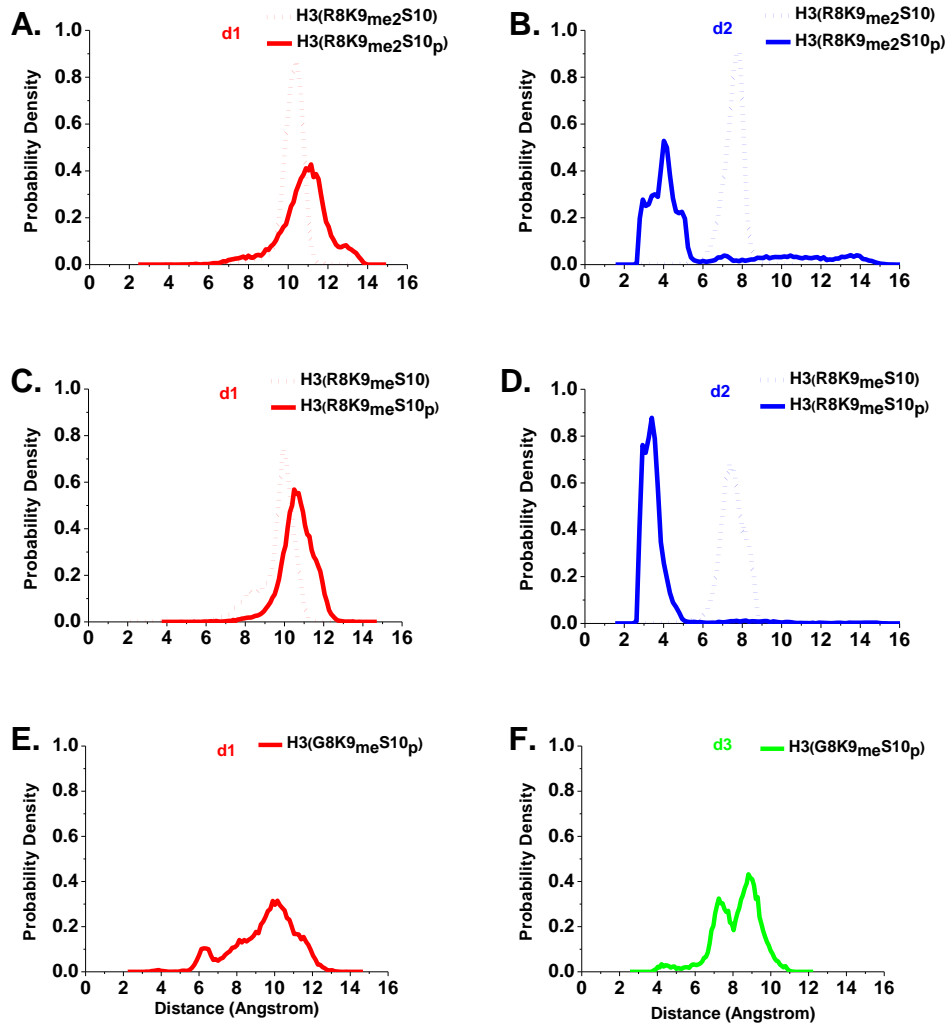 A.
d1
H3(R8K9me2S10)
H3(R8K9me2S10p)
Probability Density
1.0
0.8
0.6
0.4
0.2
0.0
0 2 4 6 8 10 12 14 16
B.
d2
H3(R8K9me2S10)
H3(R8K9me2S10p)
Probability Density
1.0
0.8
0.6
0.4
0.2
0.0
0 2 4 6 8 10 12 14 16
C.
d1
H3(R8K9meS10)
H3(R8K9meS10p)
Probability Density
1.0
0.8
0.6
0.4
0.2
0.0
0 2 4 6 8 10 12 14 16
D.
d2
H3(R8K9meS10)
H3(R8K9meS10p)
Probability Density
1.0
0.8
0.6
0.4
0.2
0.0
0 2 4 6 8 10 12 14 16
E.
d1
H3(G8K9meS10p)
Probability Density
1.0
0.8
0.6
0.4
0.2
0.0
0 2 4 6 8 10 12 14 16
Distance (Angstrom)
F.
d3
H3(G8K9meS10p)
Probability Density
1.0
0.8
0.6
0.4
0.2
0.0
0 2 4 6 8 10 12 14 16
Distance (Angstrom)